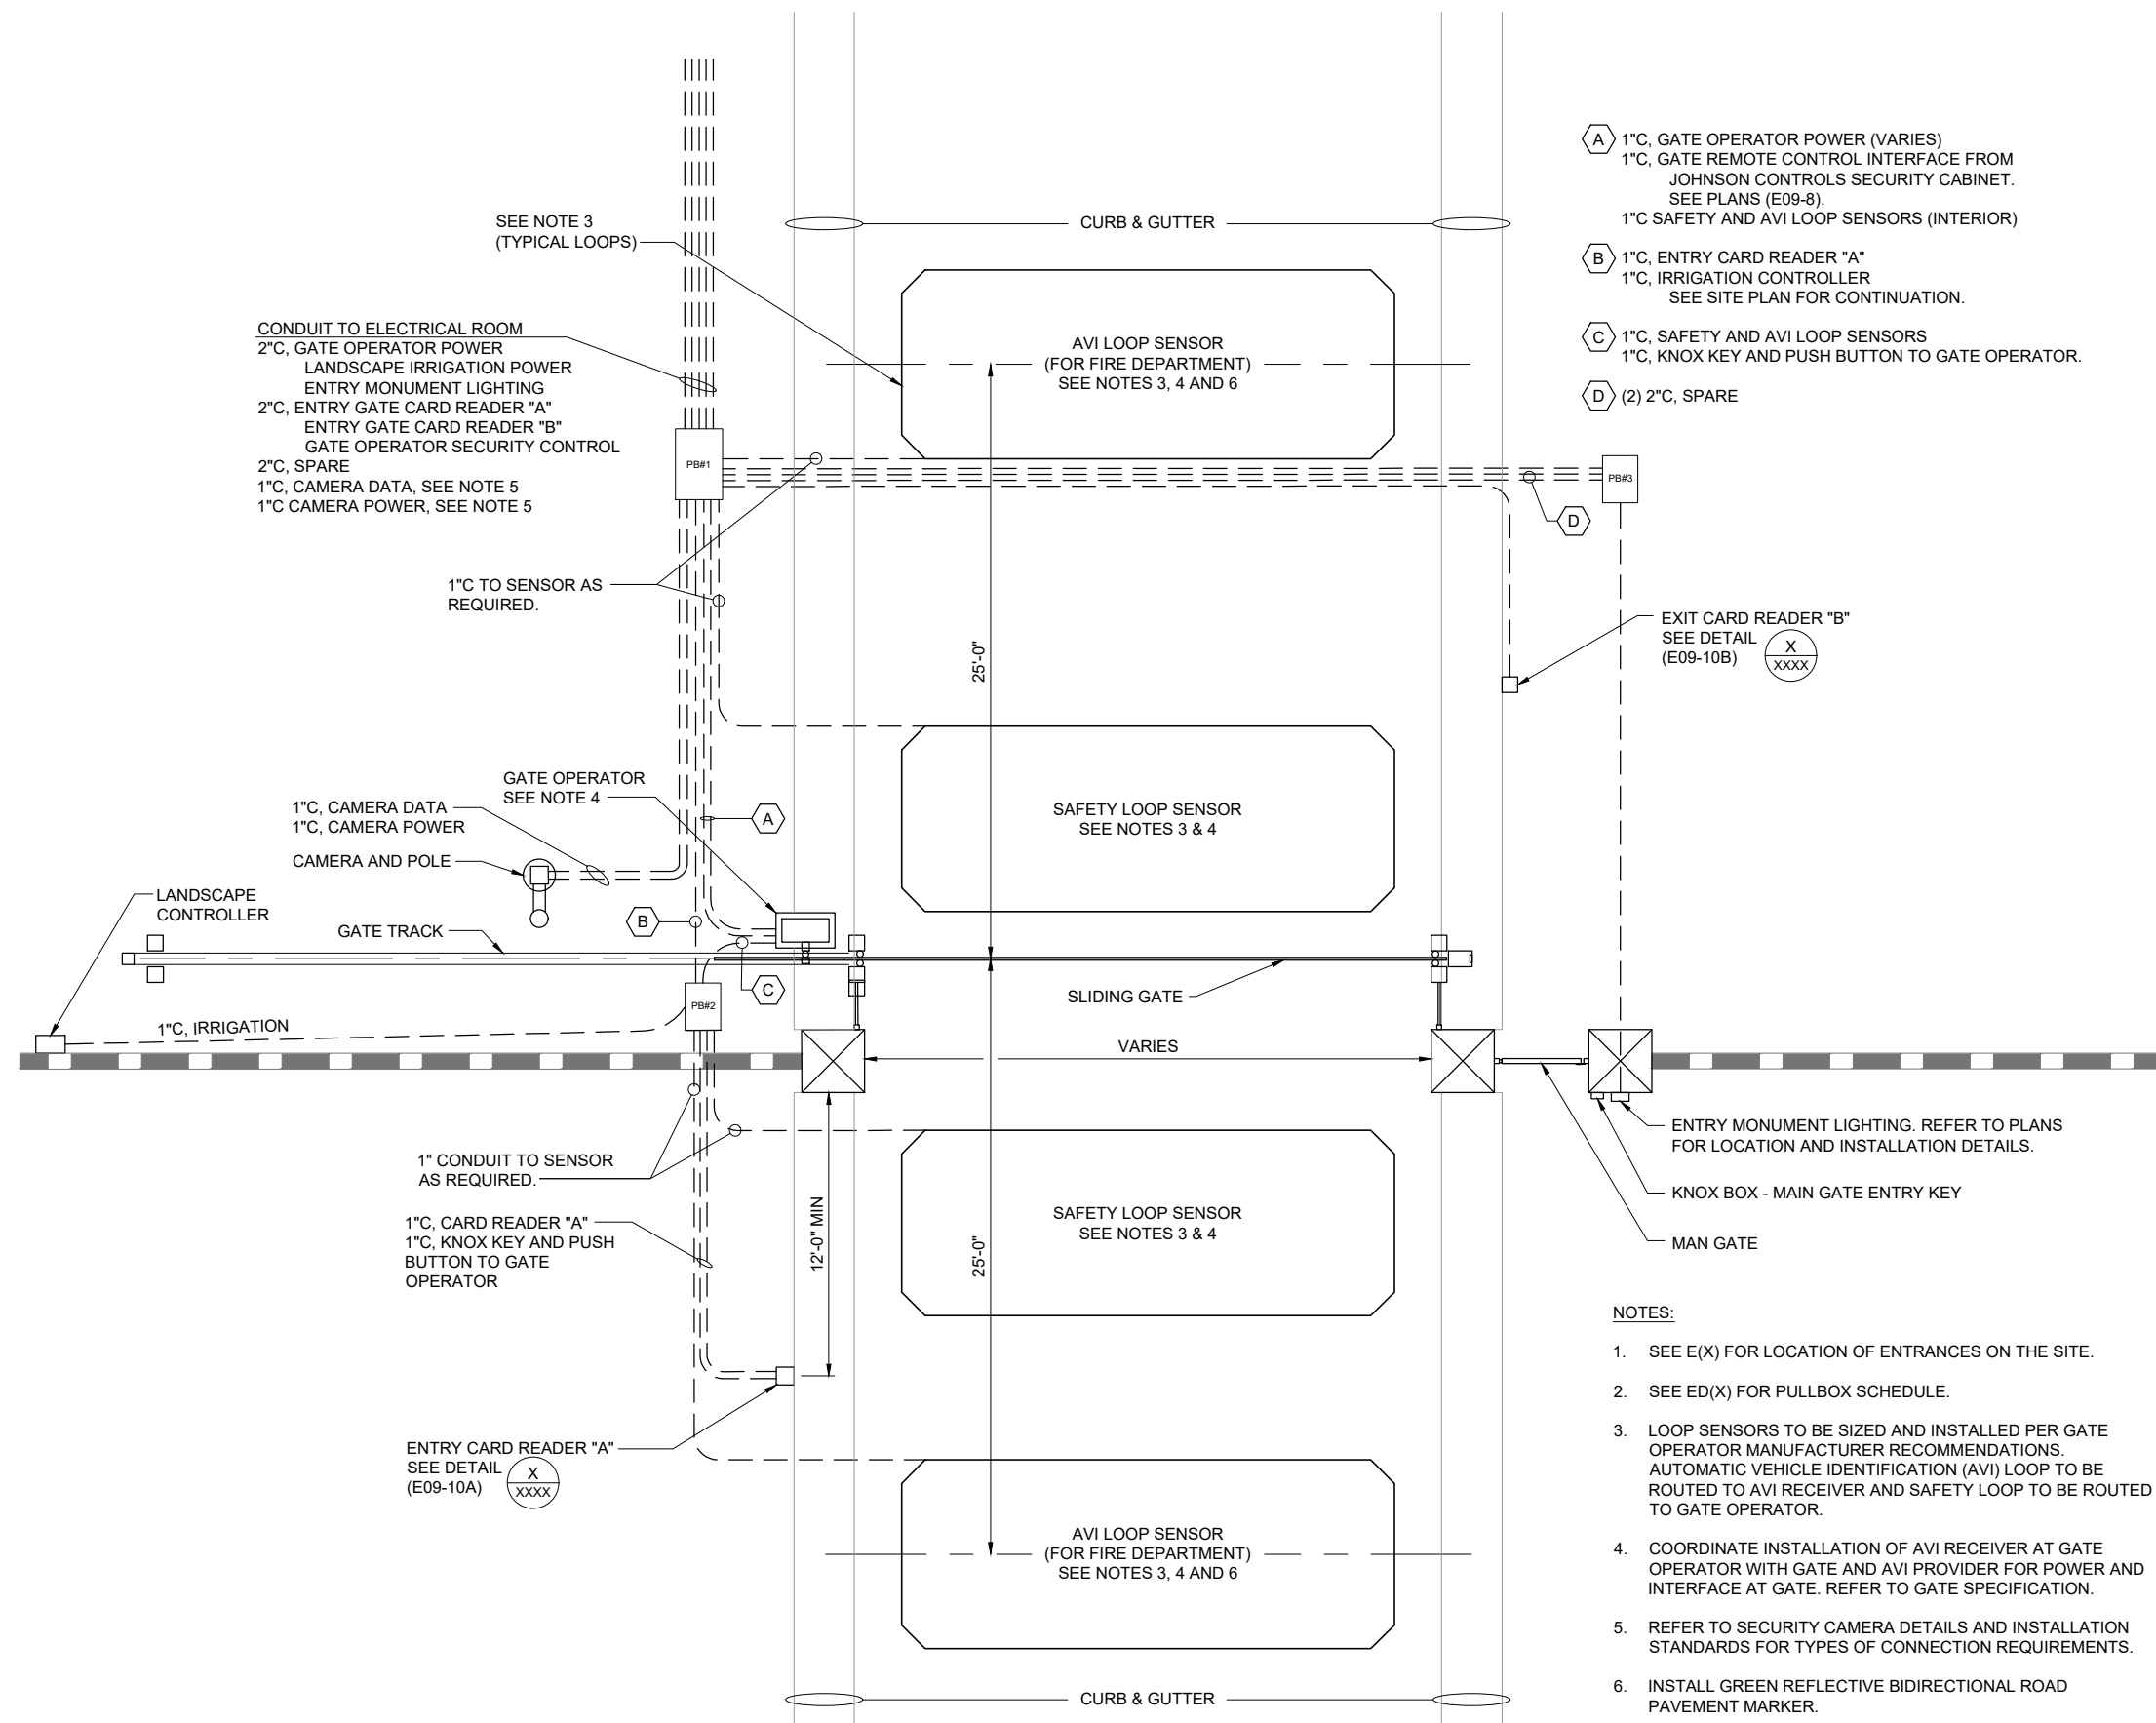 A 1"C, GATE OPERATOR POWER (VARIES)
1"C, GATE REMOTE CONTROL INTERFACE FROM
JOHNSON CONTROLS SECURITY CABINET.
SEE PLANS (E09-8).
1"C SAFETY AND AVI LOOP SENSORS (INTERIOR)
B 1"C, ENTRY CARD READER "A"
1"C, IRRIGATION CONTROLLER
SEE SITE PLAN FOR CONTINUATION.
C 1"C, SAFETY AND AVI LOOP SENSORS
1"C, KNOX KEY AND PUSH BUTTON TO GATE OPERATOR.
D (2) 2"C, SPARE
SEE NOTE 3
(TYPICAL LOOPS)
CURB & GUTTER
CONDUIT TO ELECTRICAL ROOM
2"C, GATE OPERATOR POWER
LANDSCAPE IRRIGATION POWER
ENTRY MONUMENT LIGHTING
2"C, ENTRY GATE CARD READER "A"
ENTRY GATE CARD READER "B"
GATE OPERATOR SECURITY CONTROL
2"C, SPARE
1"C, CAMERA DATA, SEE NOTE 5
1"C CAMERA POWER, SEE NOTE 5
AVI LOOP SENSOR
(FOR FIRE DEPARTMENT)
SEE NOTES 3, 4 AND 6
PB#1
PB#3
D
1"C TO SENSOR AS
REQUIRED.
EXIT CARD READER "B"
SEE DETAIL
(E09-10B)
X
XXXX
25'-0"
GATE OPERATOR
SEE NOTE 4
1"C, CAMERA DATA
1"C, CAMERA POWER
A
SAFETY LOOP SENSOR
SEE NOTES 3 & 4
CAMERA AND POLE
LANDSCAPE
CONTROLLER
B
GATE TRACK
C
SLIDING GATE
PB#2
1"C, IRRIGATION
VARIES
1" CONDUIT TO SENSOR
AS REQUIRED.
ENTRY MONUMENT LIGHTING. REFER TO PLANS
FOR LOCATION AND INSTALLATION DETAILS.
KNOX BOX - MAIN GATE ENTRY KEY
MAN GATE
1"C, CARD READER "A"
1"C, KNOX KEY AND PUSH
BUTTON TO GATE
OPERATOR
12'-0" MIN
25'-0"
SAFETY LOOP SENSOR
SEE NOTES 3 & 4
ENTRY CARD READER "A"
SEE DETAIL
(E09-10A)
X
XXXX
AVI LOOP SENSOR
(FOR FIRE DEPARTMENT)
SEE NOTES 3, 4 AND 6
CURB & GUTTER
NOTES:
1. SEE E(X) FOR LOCATION OF ENTRANCES ON THE SITE.
2. SEE ED(X) FOR PULLBOX SCHEDULE.
3. LOOP SENSORS TO BE SIZED AND INSTALLED PER GATE
OPERATOR MANUFACTURER RECOMMENDATIONS.
AUTOMATIC VEHICLE IDENTIFICATION (AVI) LOOP TO BE
ROUTED TO AVI RECEIVER AND SAFETY LOOP TO BE ROUTED
TO GATE OPERATOR.
4. COORDINATE INSTALLATION OF AVI RECEIVER AT GATE
OPERATOR WITH GATE AND AVI PROVIDER FOR POWER AND
INTERFACE AT GATE. REFER TO GATE SPECIFICATION.
5. REFER TO SECURITY CAMERA DETAILS AND INSTALLATION
STANDARDS FOR TYPES OF CONNECTION REQUIREMENTS.
6. INSTALL GREEN REFLECTIVE BIDIRECTIONAL ROAD
PAVEMENT MARKER.